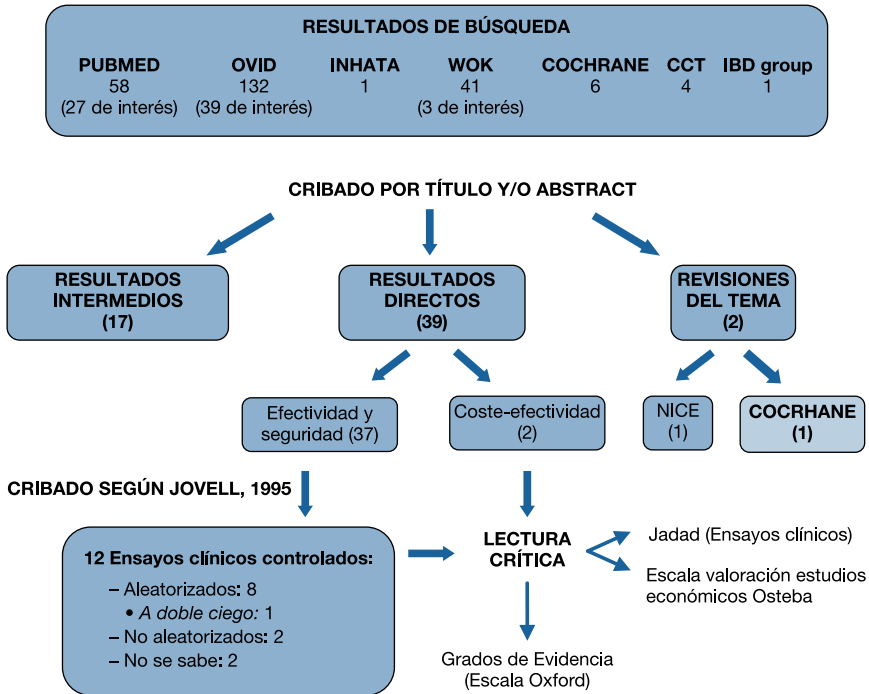 RESULTADOS DE BÚSQUEDA
PUBMED OVID INHATA WOK COCHRANE CCT IBD group
58 132 1 41 6 4 1
(27 de interés) (39 de interés) (3 de interés)
CRIBADO POR TÍTULO Y/O ABSTRACT
RESULTADOS
INTERMEDIOS
(17)
RESULTADOS
DIRECTOS
(39)
REVISIONES
DEL TEMA
(2)
Efectividad y
seguridad (37)
Coste-efectividad
(2)
NICE
(1)
COCRHANE
(1)
CRIBADO SEGÚN JOVELL, 1995
12 Ensayos clínicos controlados:
– Aleatorizados: 8
• A doble ciego: 1
– No aleatorizados: 2
– No se sabe: 2
LECTURA
CRÍTICA
Jadad (Ensayos clínicos)
Escala valoración estudios
económicos Osteba
Grados de Evidencia
(Escala Oxford)